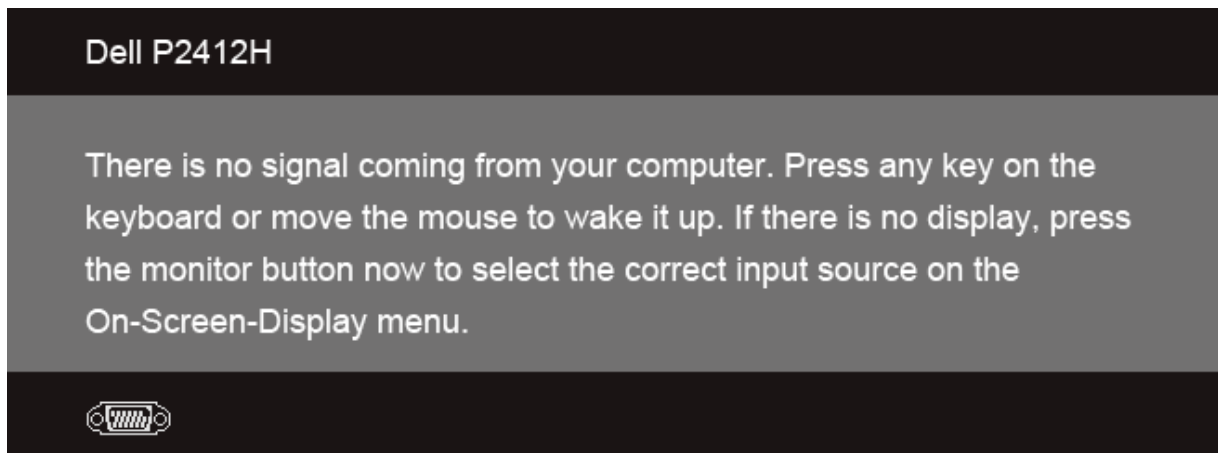 Dell P2412H
There is no signal coming from your computer. Press any key on the
keyboard or move the mouse to wake it up. If there is no display, press
the monitor button now to select the correct input source on the
On-Screen-Display menu.